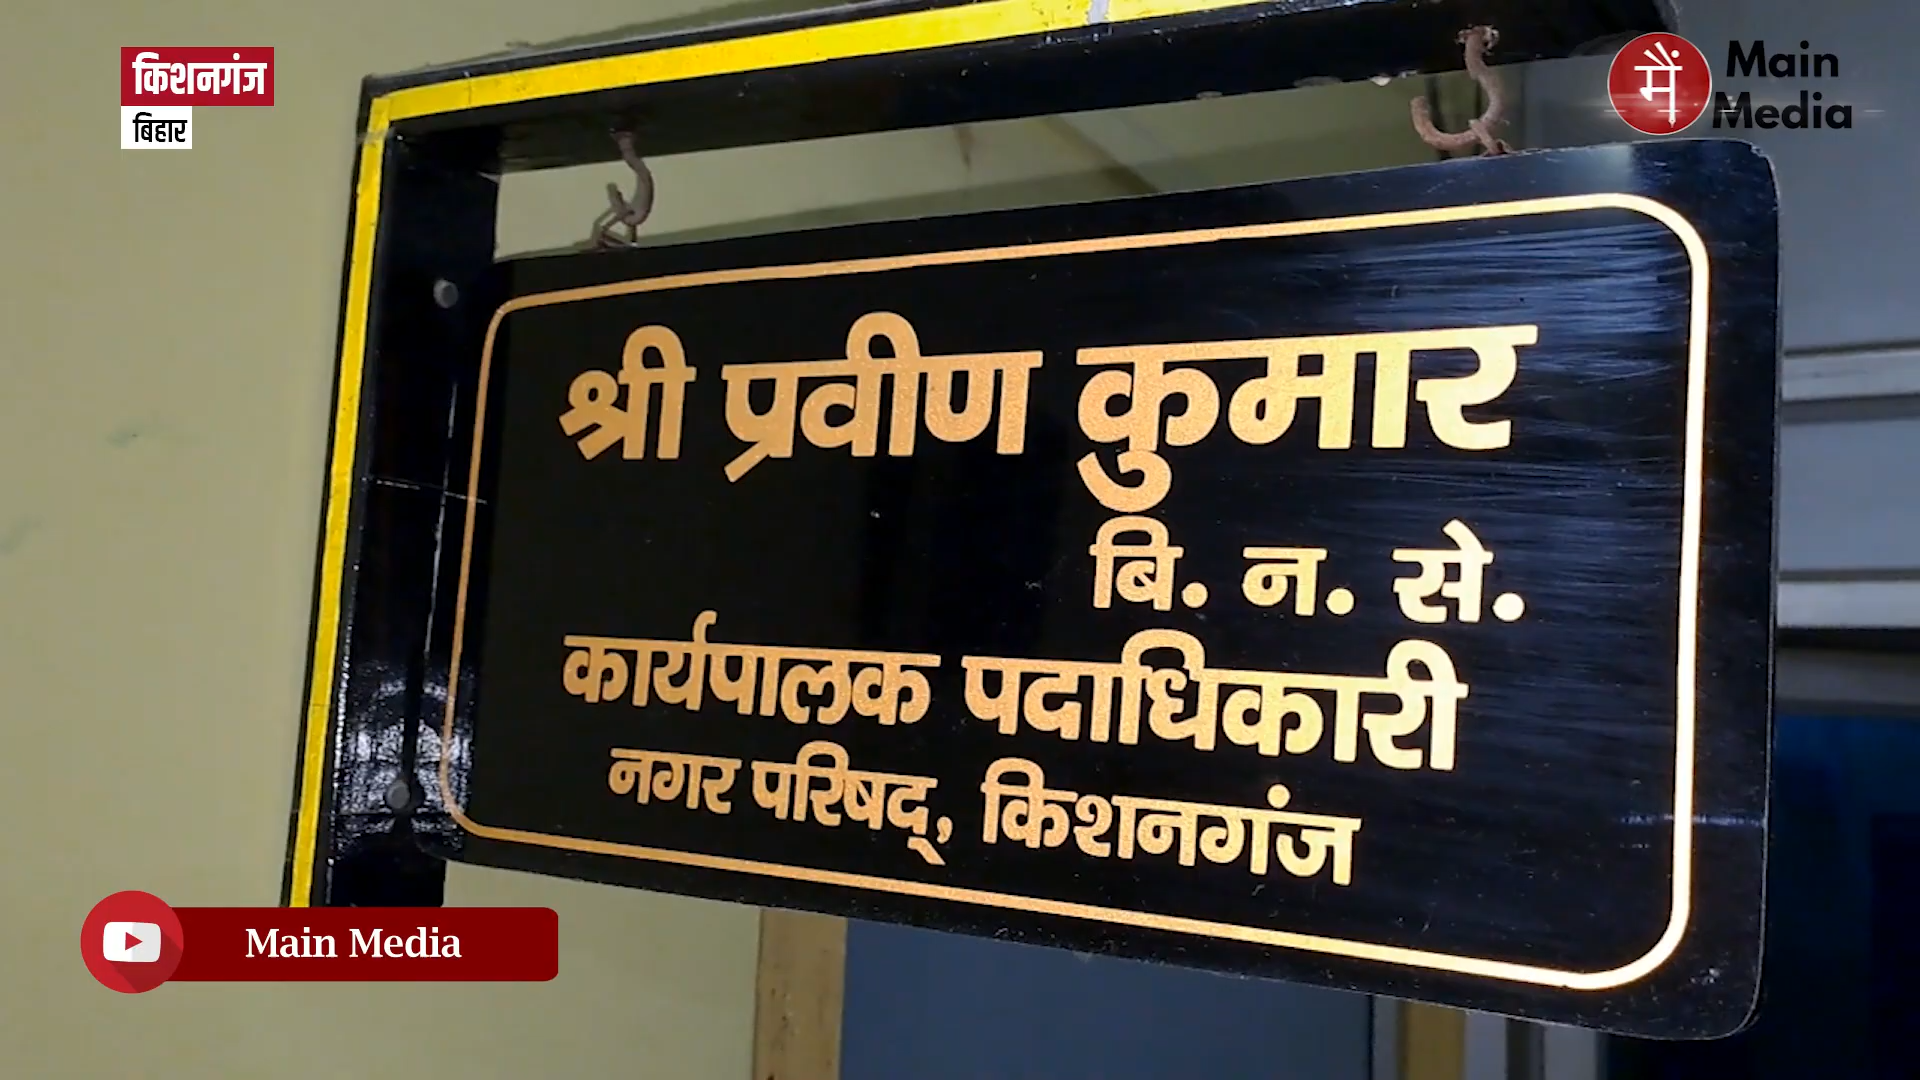 किशनगंज
बिहार
में
Main
Media
श्री प्रवीण कुमार
बि. न. से.
कार्यपालक पदाधिकारी
नगर परिषद्, किशनगंज
Main Media